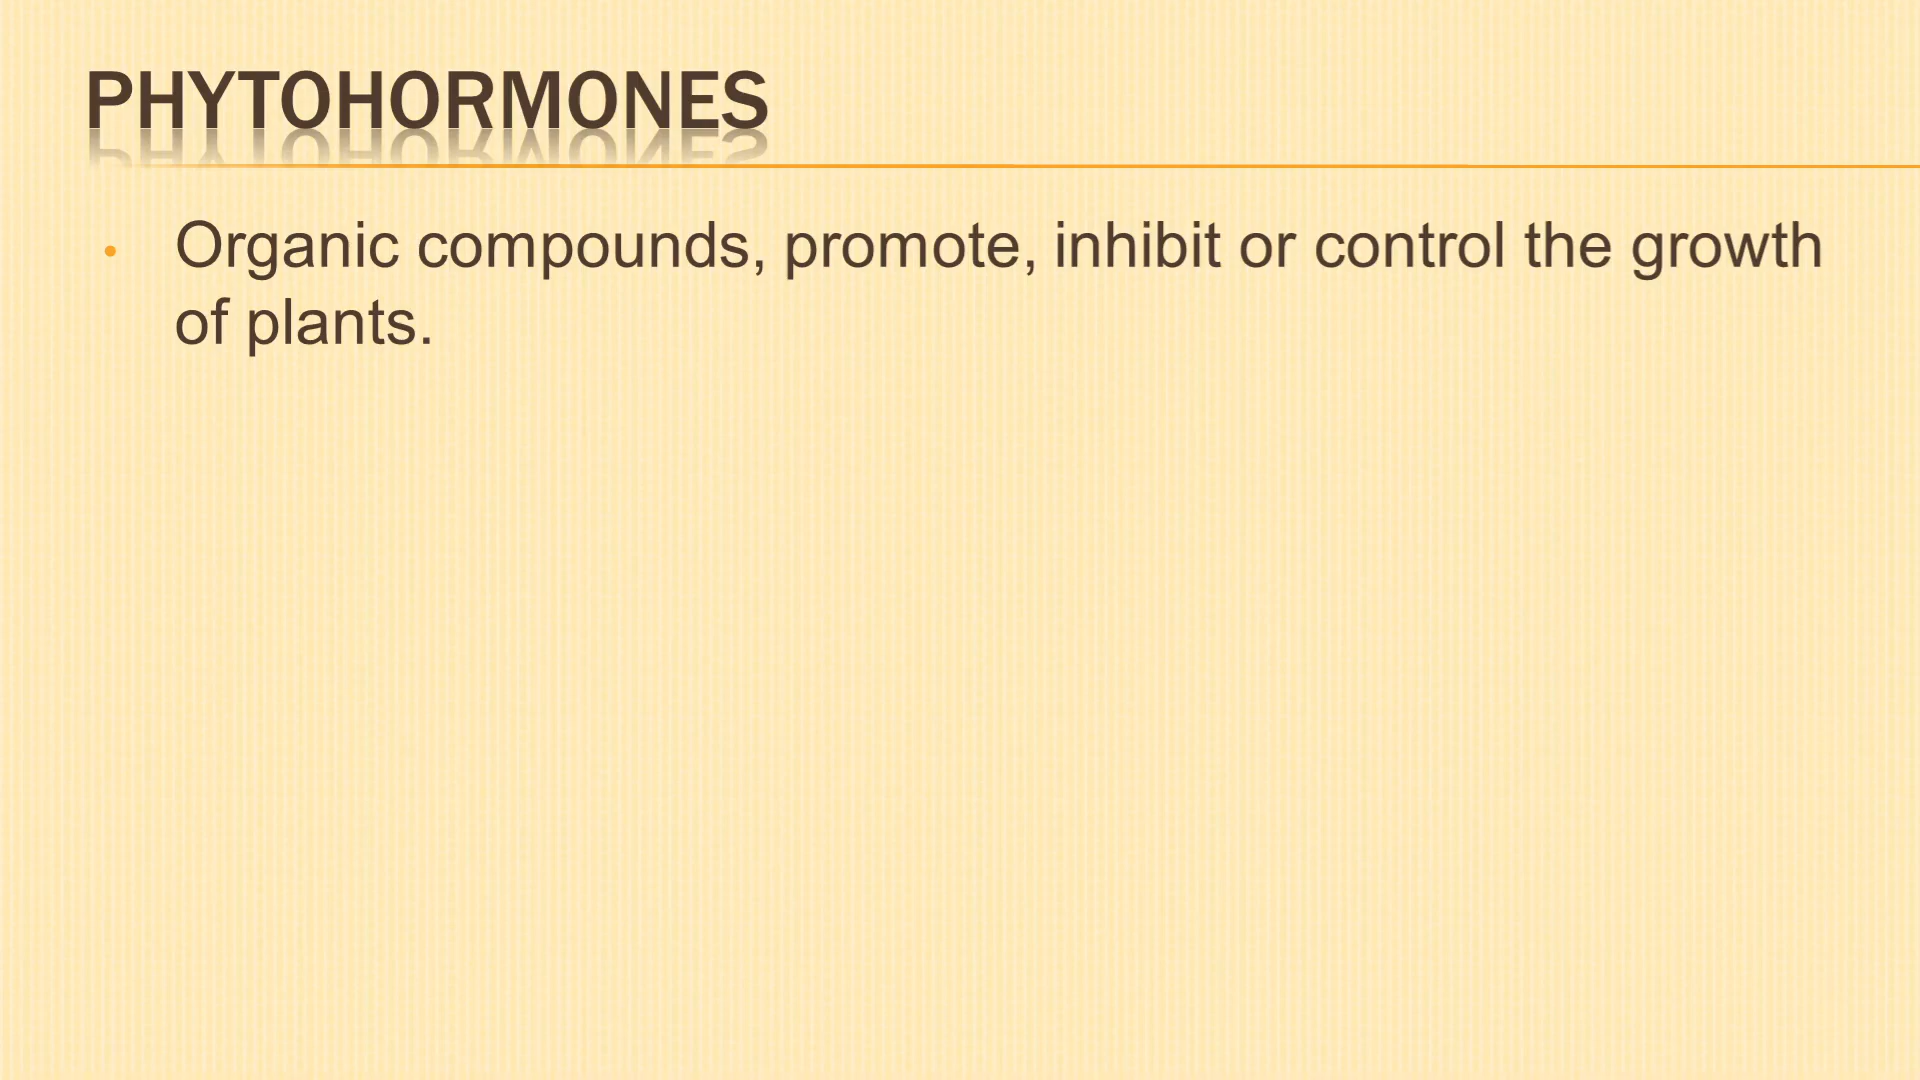 PHYTOHORMONES
• Organic compounds, promote, inhibit or control the growth
of plants.